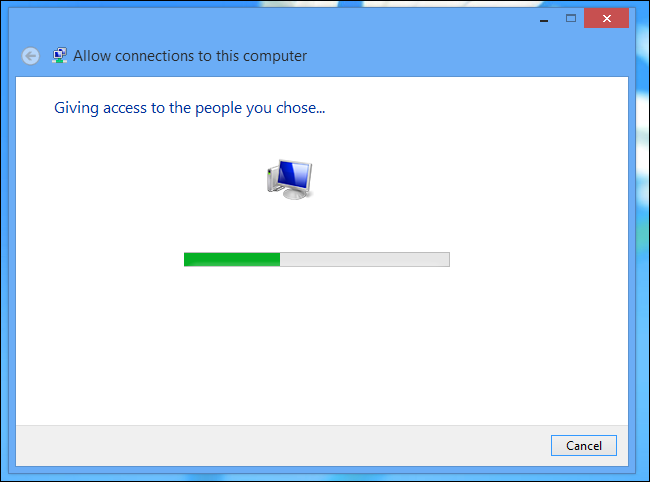 Allow connections to this computer
Giving access to the people you chose...
Cancel